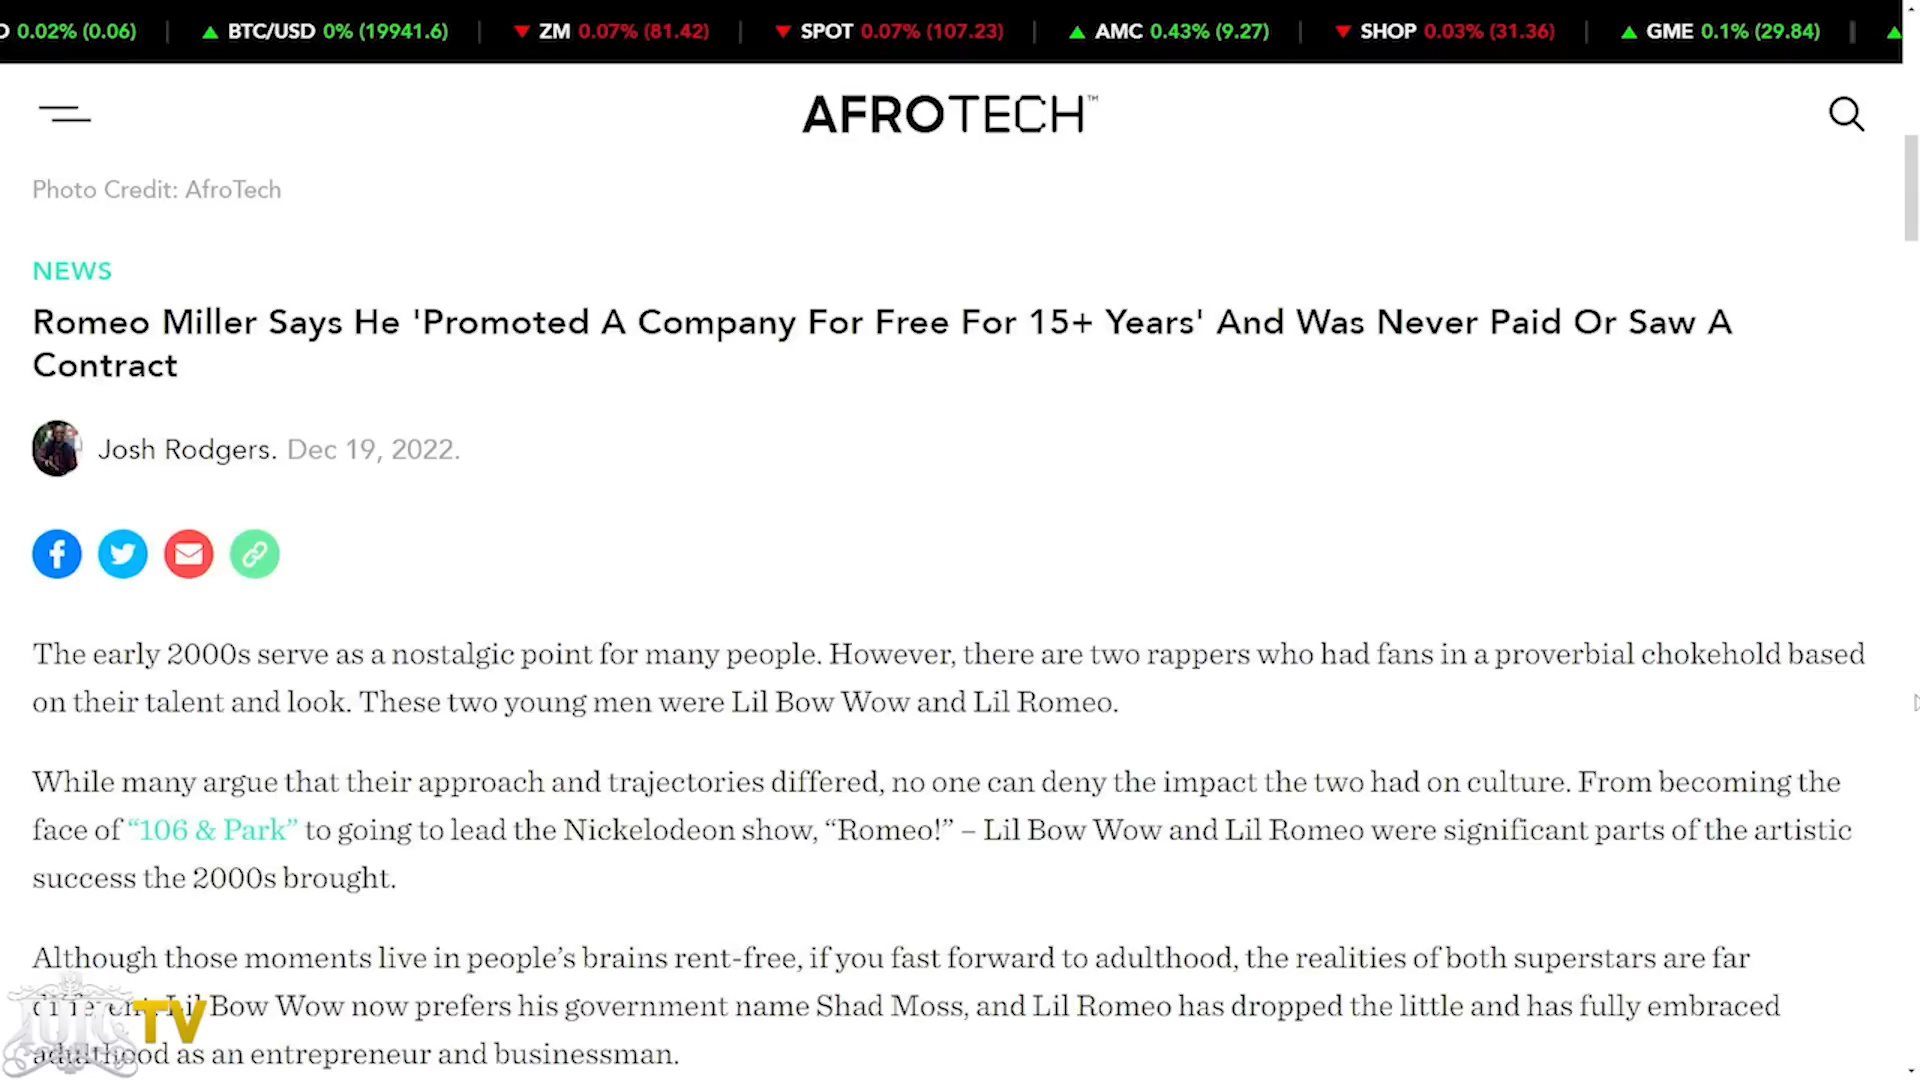 0.02% (0.06) BTC/USD 0% (19941.6) ZM 0.07% (81.42) SPOT 0.07% (107.23) AMC 0.43% (9.27) SHOP 0.03% (31.36) GME 0.1% (29.84)
AFROTECH™
Photo Credit: AfroTech
NEWS
Romeo Miller Says He 'Promoted A Company For Free For 15+ Years' And Was Never Paid Or Saw A
Contract
Josh Rodgers. Dec 19, 2022.
The early 2000s serve as a nostalgic point for many people. However, there are two rappers who had fans in a proverbial chokehold based
on their talent and look. These two young men were Lil Bow Wow and Lil Romeo.
While many argue that their approach and trajectories differed, no one can deny the impact the two had on culture. From becoming the
face of “106 & Park” to going to lead the Nickelodeon show, “Romeo!” – Lil Bow Wow and Lil Romeo were significant parts of the artistic
success the 2000s brought.
Although those moments live in people’s brains rent-free, if you fast forward to adulthood, the realities of both superstars are far
different. Lil Bow Wow now prefers his government name Shad Moss, and Lil Romeo has dropped the little and has fully embraced
adulthood as an entrepreneur and businessman.
IUIC TV